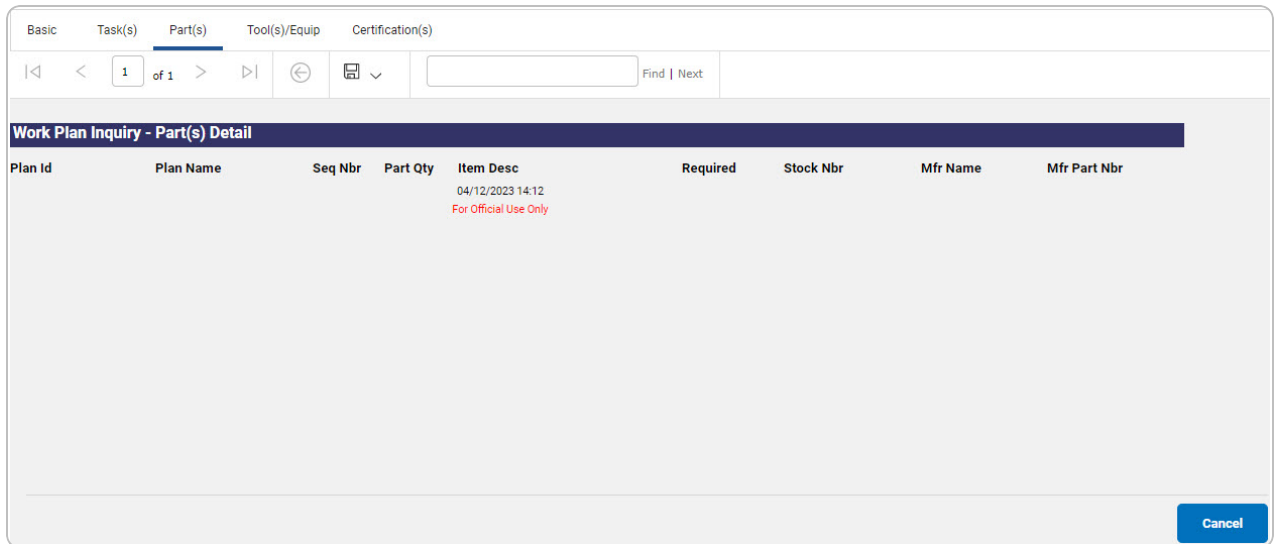 Basic Task(s) Part(s) Tool(s)/Equip Certification(s)
1 of 1 Find | Next
Work Plan Inquiry - Part(s) Detail
Plan Id Plan Name Seq Nbr Part Qty Item Desc Required Stock Nbr Mfr Name Mfr Part Nbr
04/12/2023 14:12
For Official Use Only
Cancel